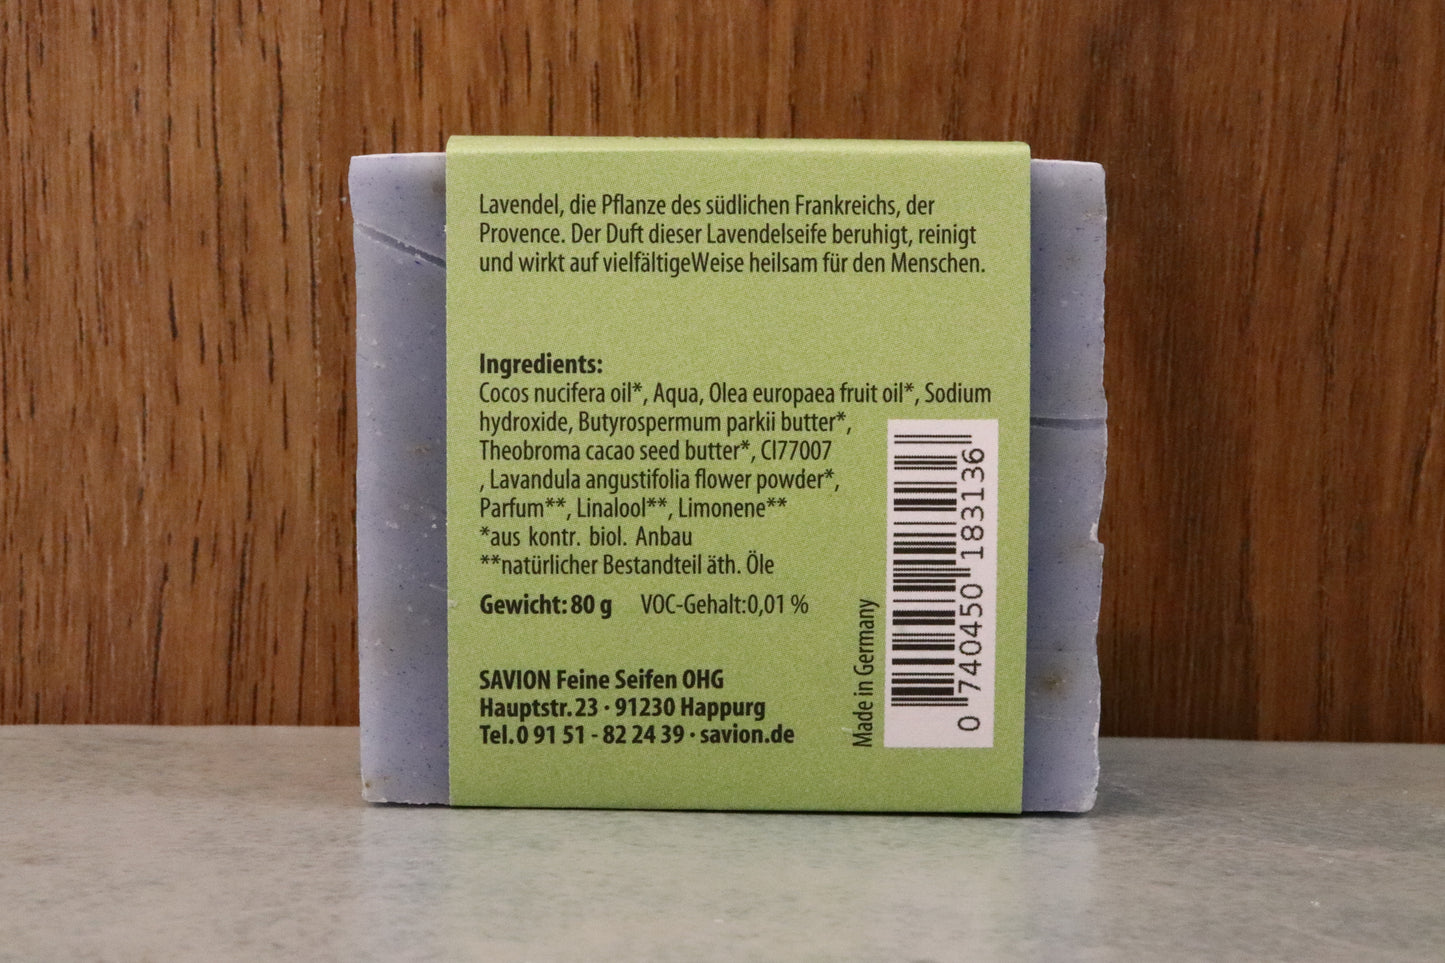 Lavendel, die Pflanze des südlichen Frankreichs, der
Provence. Der Duft dieser Lavendelseife beruhigt, reinigt
und wirkt auf vielfältigeWeise heilsam für den Menschen.
Ingredients:
Cocos nucifera oil*, Aqua, Olea europaea fruit oil*, Sodium
hydroxide, Butyrospermum parkii butter*,
Theobroma cacao seed butter*, CI77007
, Lavandula angustifolia flower powder*,
Parfum**, Linalool**, Limonene**
*aus kontr. biol. Anbau
**natürlicher Bestandteil äth. Öle
Gewicht: 80 g VOC-Gehalt:0,01 %
SAVION Feine Seifen OHG
Hauptstr. 23 · 91230 Happurg
Tel. 0 91 51 - 82 24 39 · savion.de
Made in Germany
0 740450 183136